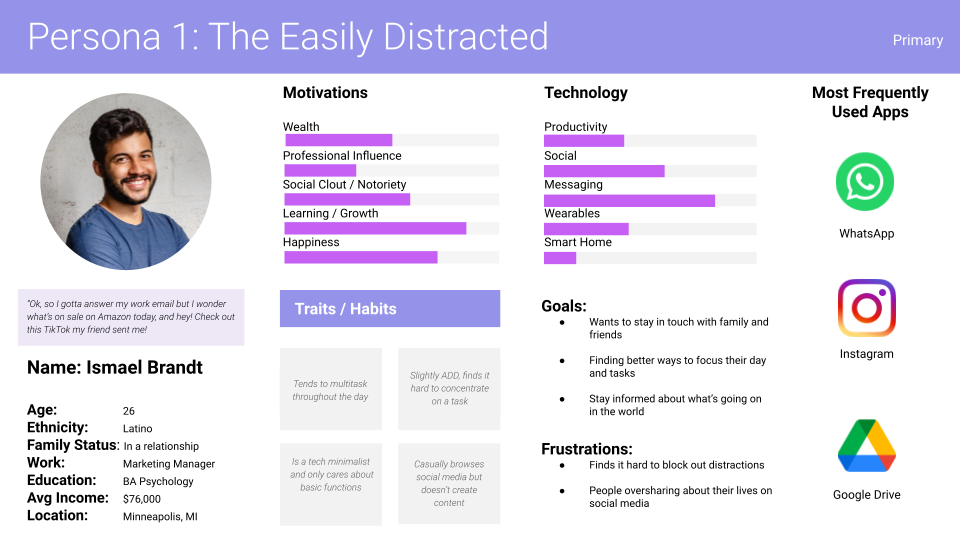 Persona 1: The Easily Distracted
Primary
"Ok, so I gotta answer my work email but I wonder
what's on sale on Amazon today, and hey! Check out
this TikTok my friend sent me!
Name: Ismael Brandt
Age: 26
Ethnicity: Latino
Family Status: In a relationship
Work: Marketing Manager
Education: BA Psychology
Avg Income: $76,000
Location: Minneapolis, MI
Motivations
Wealth
Professional Influence
Social Clout / Notoriety
Learning / Growth
Happiness
Traits / Habits
Tends to multitask
throughout the day
Slightly ADD, finds it
hard to concentrate
on a task
Is a tech minimalist
and only cares about
basic functions
Casually browses
social media but
doesn't create
content
Technology
Productivity
Social
Messaging
Wearables
Smart Home
Goals:
● Wants to stay in touch with family and
friends
● Finding better ways to focus their day
and tasks
● Stay informed about what's going on
in the world
Frustrations:
● Finds it hard to block out distractions
● People oversharing about their lives on
social media
Most Frequently
Used Apps
WhatsApp
Instagram
Google Drive